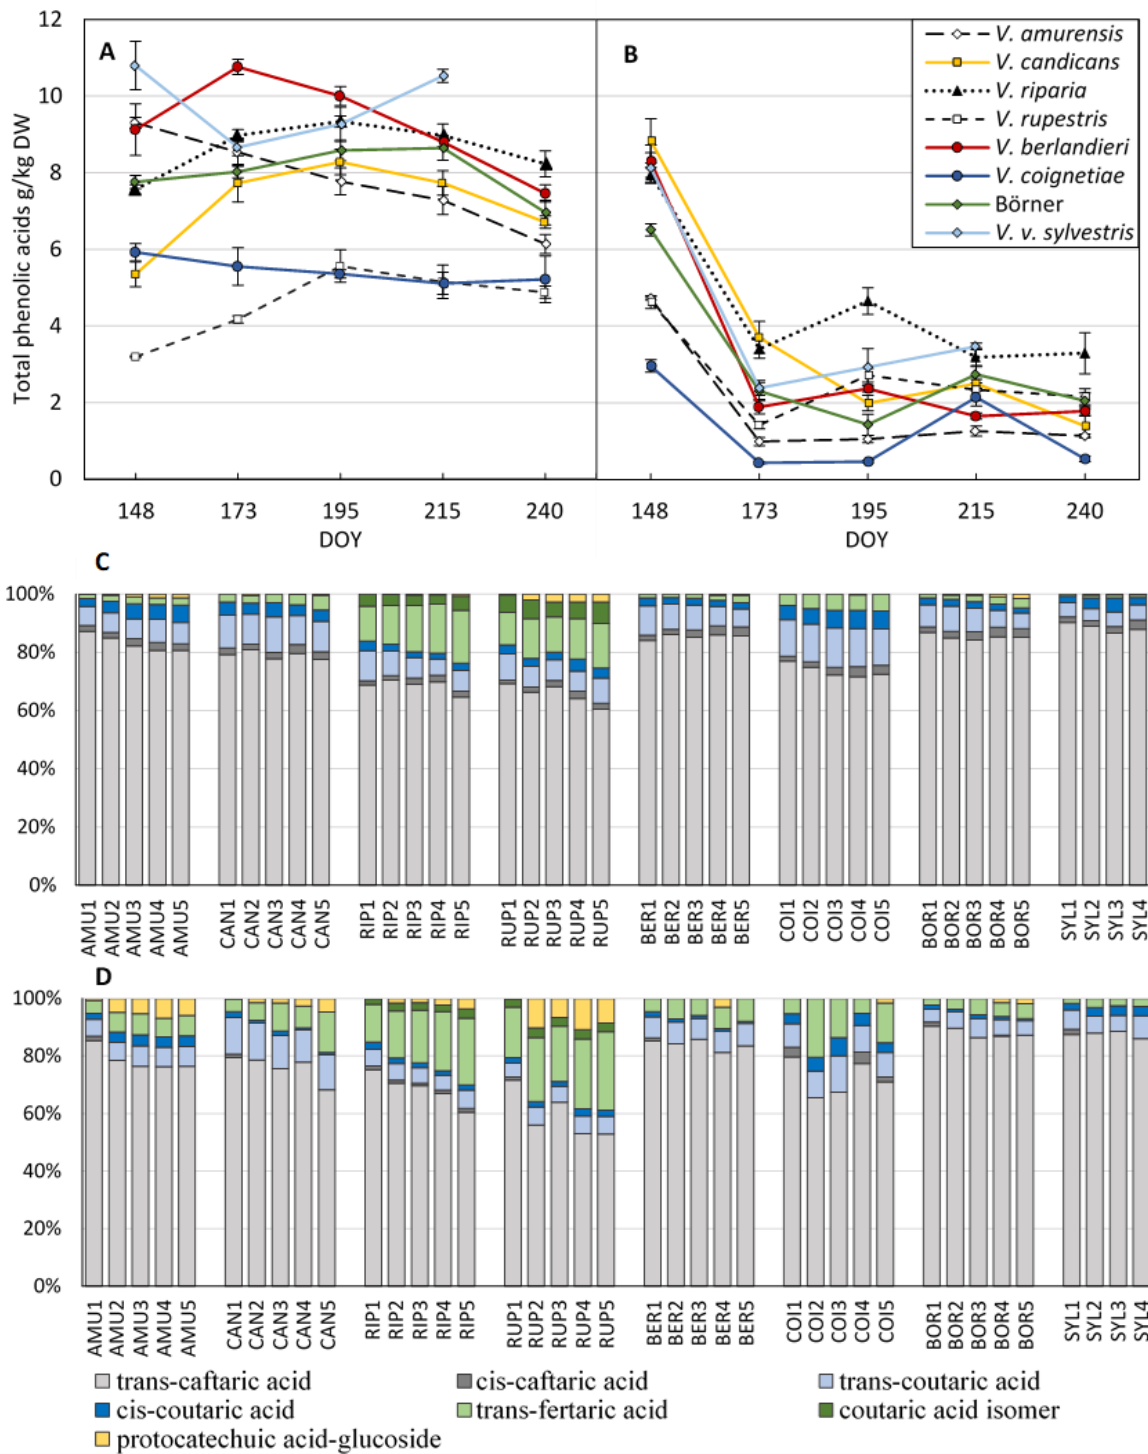 12
10
8
6
4
2
0
Total phenolic acids g/kg DW
A
B
V. amurensis
V. candicans
V. riparia
V. rupestris
V. berlandieri
V. coignetiae
Börner
V. v. sylvestris
148 173 195 215 240
148 173 195 215 240
DOY
DOY
C
100%
80%
60%
40%
20%
0%
AMU1 AMU2 AMU3 AMU4 AMU5 CAN1 CAN2 CAN3 CAN4 CAN5 RIP1 RIP2 RIP3 RIP4 RIP5 RUP1 RUP2 RUP3 RUP4 RUP5 BER1 BER2 BER3 BER4 BER5 COI1 COI2 COI3 COI4 COI5 BOR1 BOR2 BOR3 BOR4 BOR5 SYL1 SYL2 SYL3 SYL4
D
100%
80%
60%
40%
20%
0%
AMU1 AMU2 AMU3 AMU4 AMU5 CAN1 CAN2 CAN3 CAN4 CAN5 RIP1 RIP2 RIP3 RIP4 RIP5 RUP1 RUP2 RUP3 RUP4 RUP5 BER1 BER2 BER3 BER4 BER5 COI1 COI2 COI3 COI4 COI5 BOR1 BOR2 BOR3 BOR4 BOR5 SYL1 SYL2 SYL3 SYL4
trans-caftaric acid cis-caftaric acid trans-coutaric acid
cis-coutaric acid trans-fertaric acid coutaric acid isomer
protocatechuic acid-glucoside